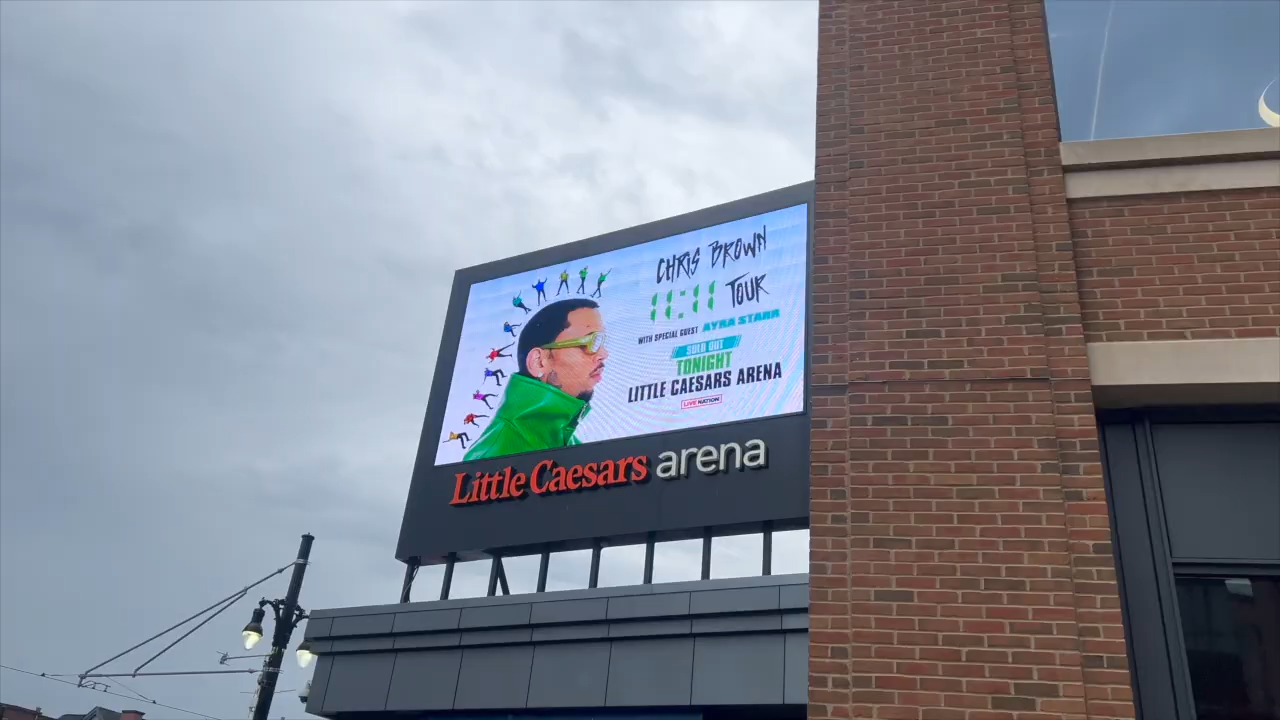 CHRIS BROWN
11:11 TOUR
WITH SPECIAL GUEST AYRA STARR
SOLD OUT
TONIGHT
LITTLE CAESARS ARENA
LIVE NATION
Little Caesars arena